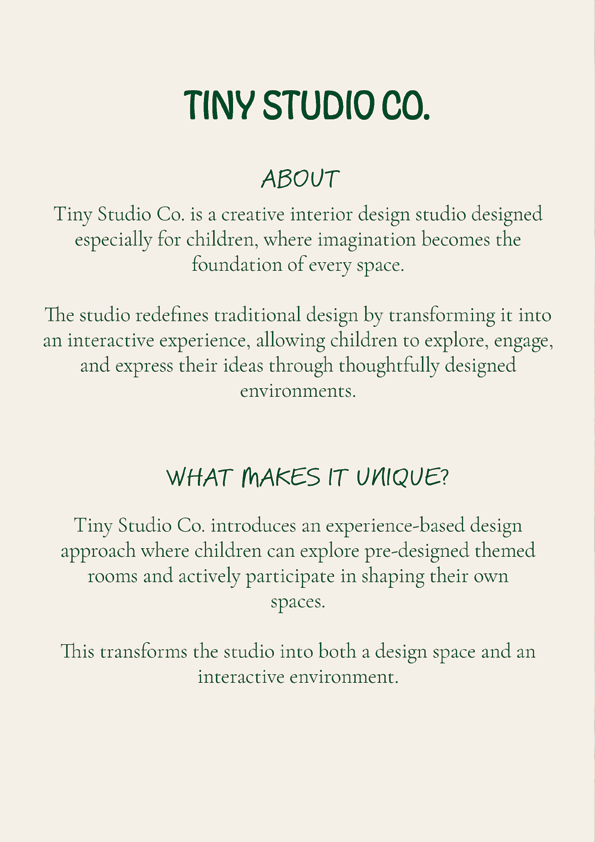 TINY STUDIO CO.
ABOUT
Tiny Studio Co. is a creative interior design studio designed
especially for children, where imagination becomes the
foundation of every space.
The studio redefines traditional design by transforming it into
an interactive experience, allowing children to explore, engage,
and express their ideas through thoughtfully designed
environments.
WHAT MAKES IT UNIQUE?
Tiny Studio Co. introduces an experience-based design
approach where children can explore pre-designed themed
rooms and actively participate in shaping their own
spaces.
This transforms the studio into both a design space and an
interactive environment.